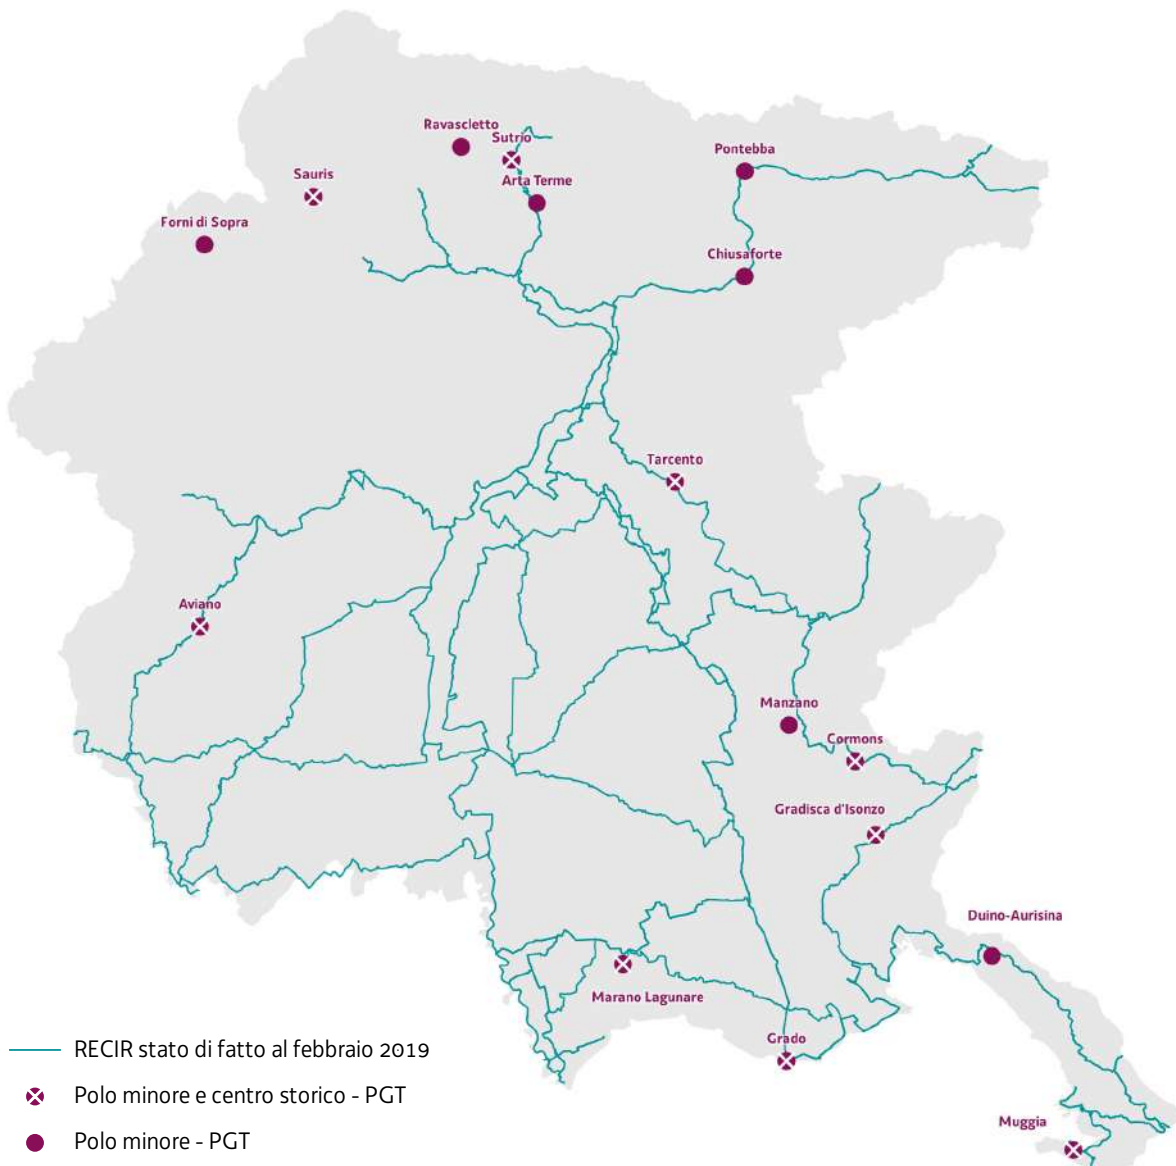 Ravascletto
Sutrio
Pontebba
Sauris
Arta Terme
Forni di Sopra
Chiusaforte
Tarcento
Aviano
Manzano
Cormons
Gradisca d'Isonzo
Duino-Aurisina
Marano Lagunare
Grado
RECIR stato di fatto al febbraio 2019
Polo minore e centro storico - PGT
Muggia
Polo minore - PGT